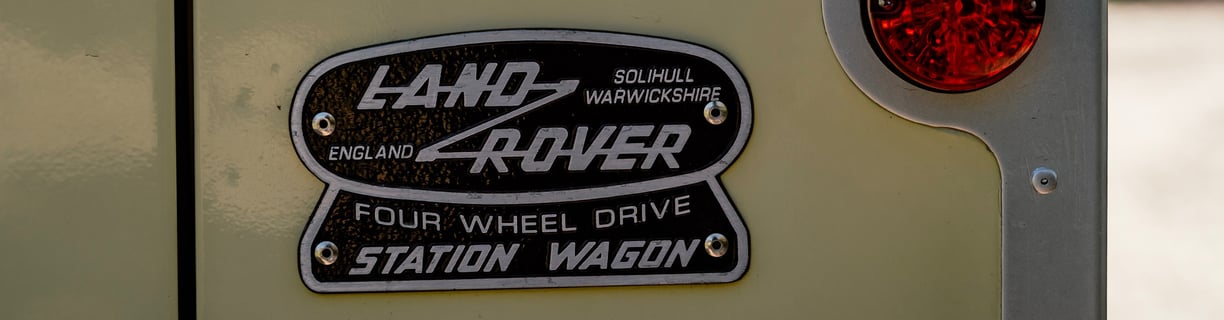 LAND
SOLIHULL
WARWICKSHIRE
ENGLAND
ROVER
FOUR WHEEL DRIVE
STATION WAGON